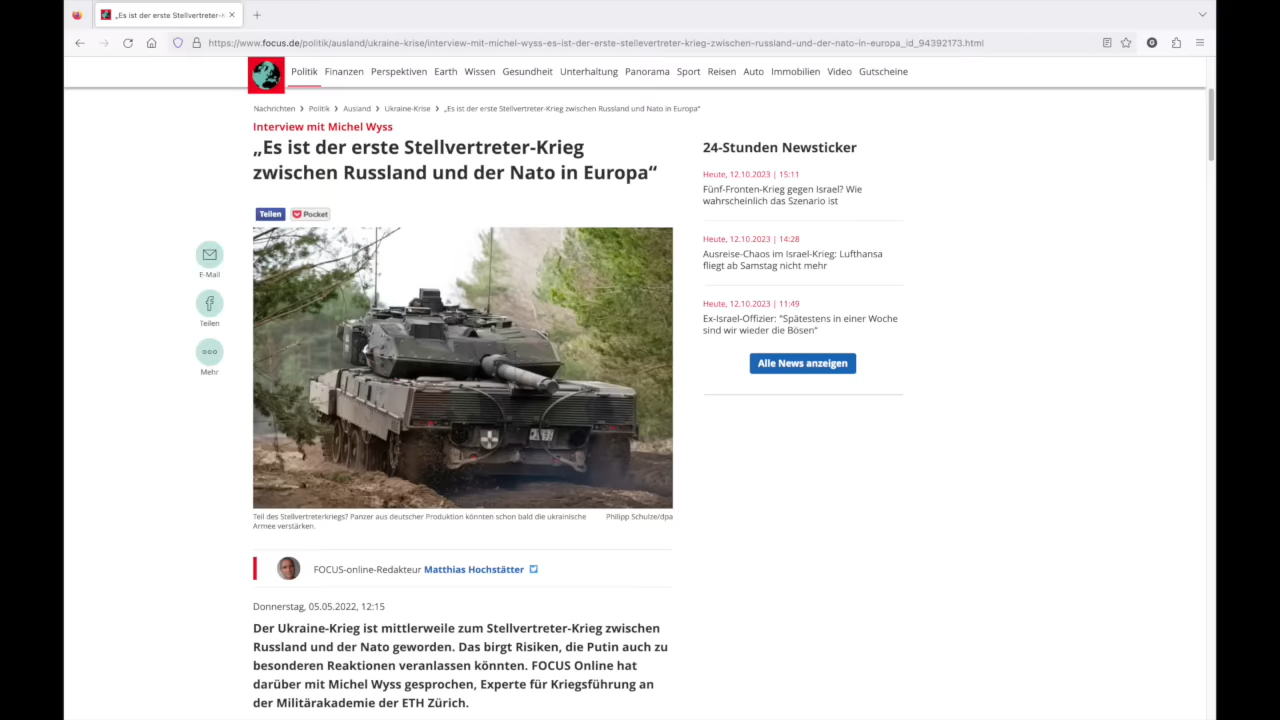 „Es ist der erste Stellvertreter-K
https://www.focus.de/politik/ausland/ukraine-krise/interview-mit-michel-wyss-es-ist-der-erste-stellevertreter-krieg-zwischen-russland-und-der-nato-in-europa_id_94392173.html
Politik Finanzen Perspektiven Earth Wissen Gesundheit Unterhaltung Panorama Sport Reisen Auto Immobilien Video Gutscheine
Nachrichten > Politik > Ausland > Ukraine-Krise > „Es ist der erste Stellvertreter-Krieg zwischen Russland und Nato in Europa“
Interview mit Michel Wyss
„Es ist der erste Stellvertreter-Krieg
zwischen Russland und der Nato in Europa“
Teilen Pocket
E-Mail
Teilen
Mehr
Teil des Stellvertreterkriegs? Panzer aus deutscher Produktion könnten schon bald die ukrainische
Armee verstärken.
Philipp Schulze/dpa
FOCUS-online-Redakteur Matthias Hochstätter
Donnerstag, 05.05.2022, 12:15
Der Ukraine-Krieg ist mittlerweile zum Stellvertreter-Krieg zwischen
Russland und der Nato geworden. Das birgt Risiken, die Putin auch zu
besonderen Reaktionen veranlassen könnten. FOCUS Online hat
darüber mit Michel Wyss gesprochen, Experte für Kriegsführung an
der Militärakademie der ETH Zürich.
24-Stunden Newsticker
Heute, 12.10.2023 | 15:11
Fünf-Fronten-Krieg gegen Israel? Wie
wahrscheinlich das Szenario ist
Heute, 12.10.2023 | 14:28
Ausreise-Chaos im Israel-Krieg: Lufthansa
fliegt ab Samstag nicht mehr
Heute, 12.10.2023 | 11:49
Ex-Israel-Offizier: "Spätestens in einer Woche
sind wir wieder die Bösen“
Alle News anzeigen